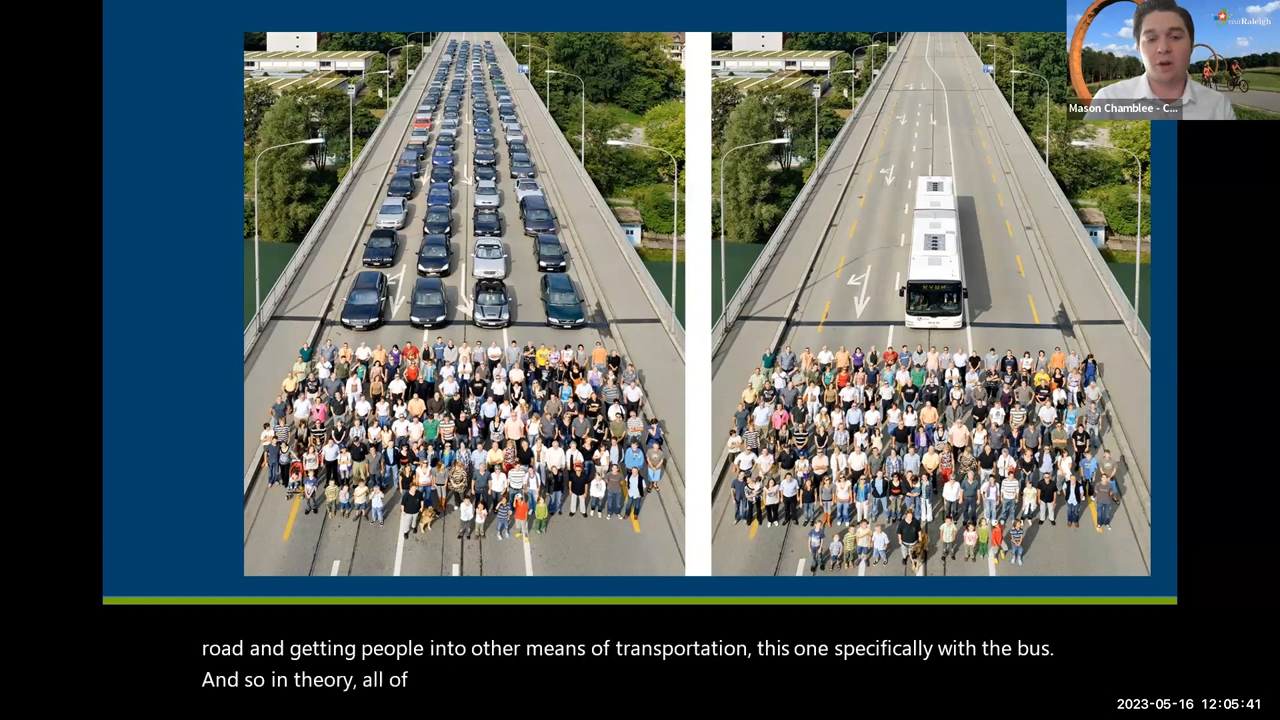 visitRaleigh
Mason Chamblee - C...
road and getting people into other means of transportation, this one specifically with the bus.
And so in theory, all of
2023-05-16 12:05:41